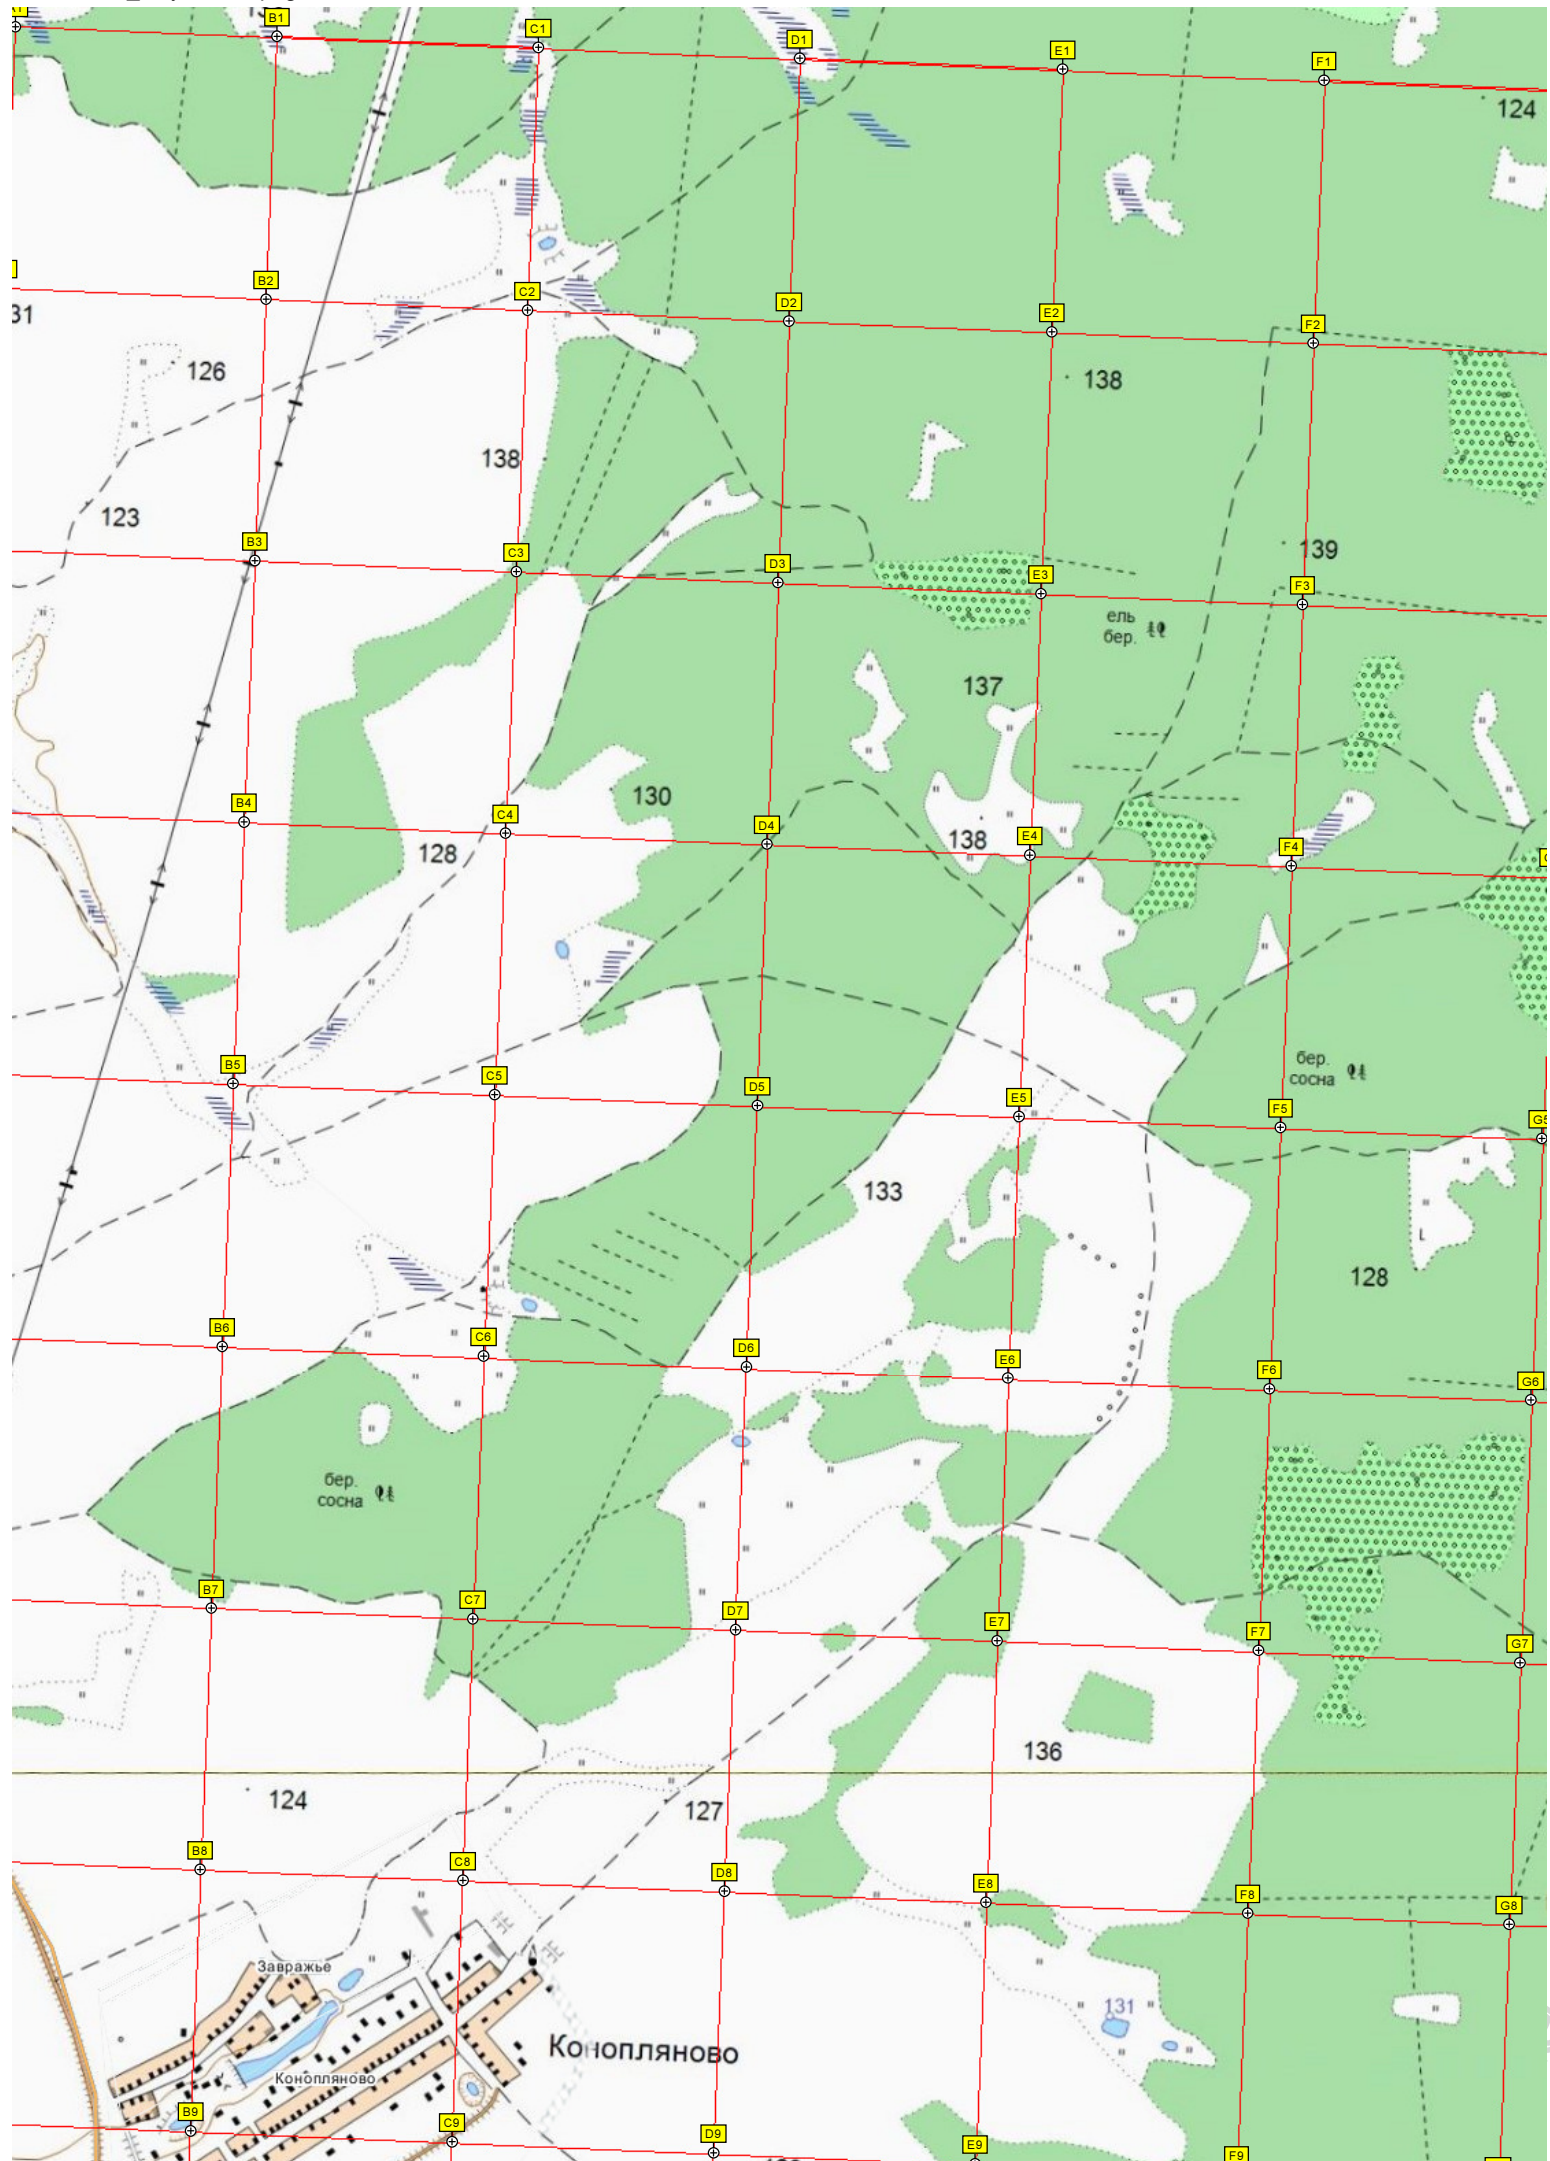 B1
C1
D1
E1
F1
124
B2
C2
D2
E2
F2
31
126
138
138
123
139
B3
C3
D3
E3
F3
ель
бер.
137
130
B4
C4
D4
138
E4
F4
128
B5
C5
D5
E5
F5
G5
бер.
сосна
133
128
B6
C6
D6
E6
F6
G6
бер.
сосна
B7
C7
D7
E7
F7
G7
136
124
127
B8
C8
D8
E8
F8
G8
Завражье
131
Конопляново
Конопляново
B9
C9
D9
E9
F9